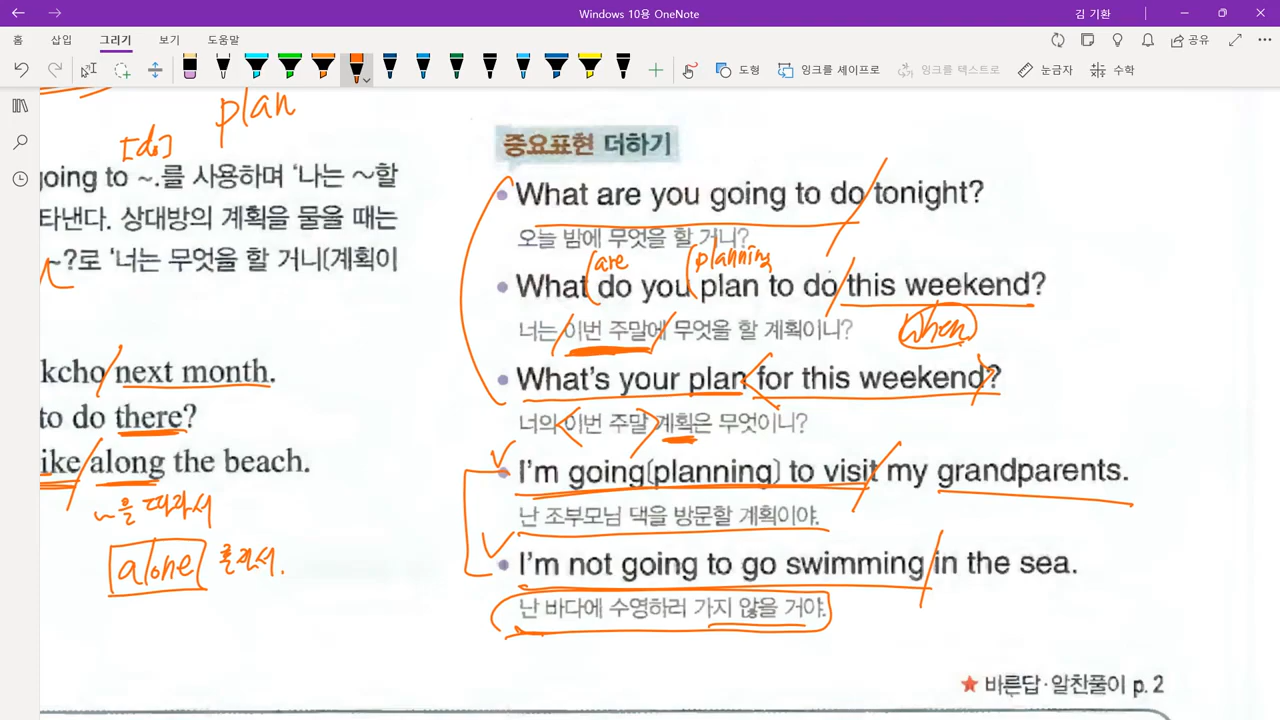 Windows 10용 OneNote
김 기환
홈 삽입 그리기 보기 도움말
공유
도형 잉크를 셰이프로 잉크를 텍스트로 눈금자 수학
plan
[do]
going to ~.를 사용하며 '나는 ~할
타낸다. 상대방의 계획을 물을 때는
~?로 '너는 무엇을 할 거니(계획이
kcho next month.
to do there?
ike along the beach.
~을 따라서
alone 홀려서.
중요표현 더하기
What are you going to do tonight?
오늘 밤에 무엇을 할 거니?
are planning
What do you plan to do this weekend?
너는 이번 주말에 무엇을 할 계획이니?
when
What's your plan for this weekend?
너의 이번 주말 계획은 무엇이니?
I'm going(planning) to visit my grandparents.
난 조부모님 댁을 방문할 계획이야.
I'm not going to go swimming in the sea.
난 바다에 수영하러 가지 않을 거야.
★ 바른답·알찬풀이 p. 2